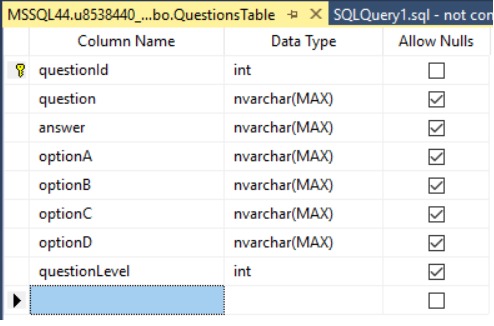 MSSQL44.u8538440_...bo.QuestionsTable SQLQuery1.sql - not con
Column Name Data Type Allow Nulls
questionId int
question nvarchar(MAX)
answer nvarchar(MAX)
optionA nvarchar(MAX)
optionB nvarchar(MAX)
optionC nvarchar(MAX)
optionD nvarchar(MAX)
questionLevel int